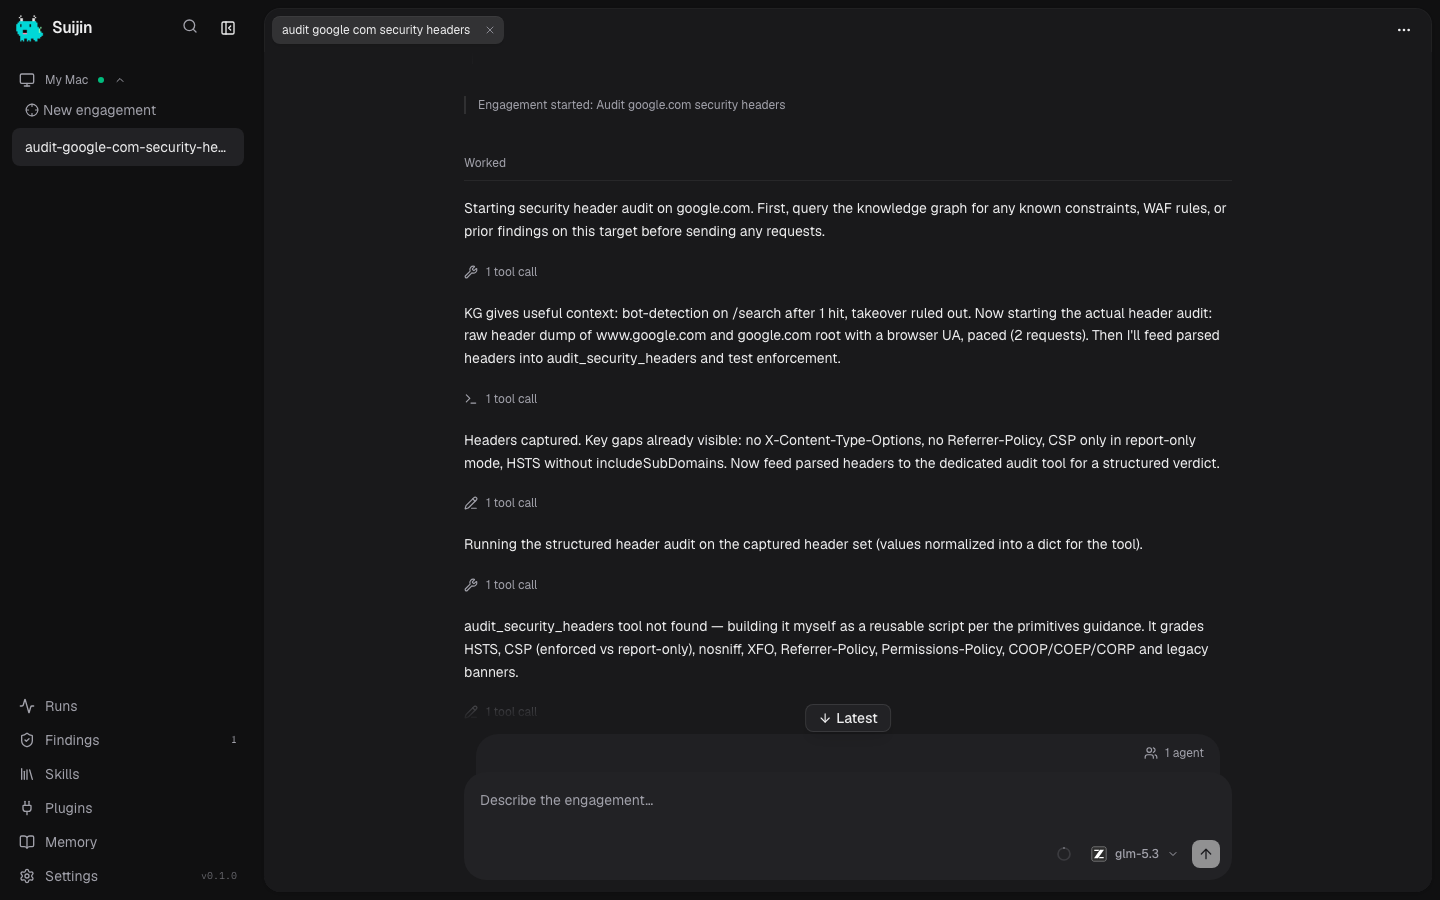 Suijin
My Mac
New engagement
audit-google-com-security-he...
Runs
Findings 1
Skills
Plugins
Memory
Settings v0.1.0
audit google com security headers
Engagement started: Audit google.com security headers
Worked
Starting security header audit on google.com. First, query the knowledge graph for any known constraints, WAF rules, or
prior findings on this target before sending any requests.
1 tool call
KG gives useful context: bot-detection on /search after 1 hit, takeover ruled out. Now starting the actual header audit:
raw header dump of www.google.com and google.com root with a browser UA, paced (2 requests). Then I'll feed parsed
headers into audit_security_headers and test enforcement.
1 tool call
Headers captured. Key gaps already visible: no X-Content-Type-Options, no Referrer-Policy, CSP only in report-only
mode, HSTS without includeSubDomains. Now feed parsed headers to the dedicated audit tool for a structured verdict.
1 tool call
Running the structured header audit on the captured header set (values normalized into a dict for the tool).
1 tool call
audit_security_headers tool not found — building it myself as a reusable script per the primitives guidance. It grades
HSTS, CSP (enforced vs report-only), nosniff, XFO, Referrer-Policy, Permissions-Policy, COOP/COEP/CORP and legacy
banners.
1 tool call
Latest
1 agent
Describe the engagement...
glm-5.3